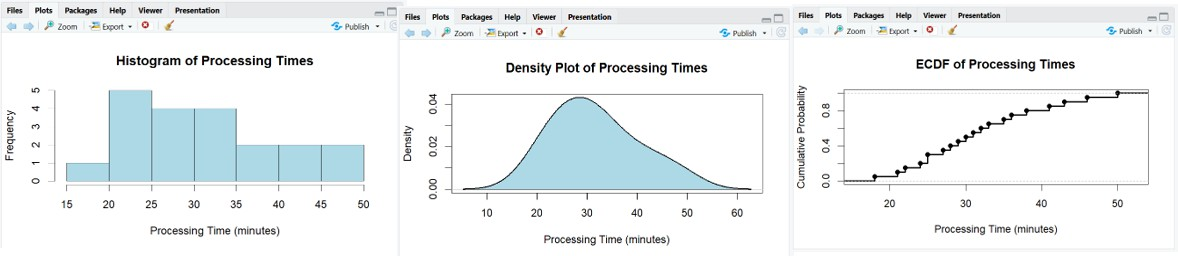 Files Plots Packages Help Viewer Presentation
Zoom Export Publish
Histogram of Processing Times
Frequency
0 1 2 3 4 5
15 20 25 30 35 40 45 50
Processing Time (minutes)
Files Plots Packages Help Viewer Presentation
Zoom Export Publish
Density Plot of Processing Times
Density
0.00 0.02 0.04
10 20 30 40 50 60
Processing Time (minutes)
Files Plots Packages Help Viewer Presentation
Zoom Export Publish
ECDF of Processing Times
Cumulative Probability
0.0 0.4 0.8
20 30 40 50
Processing Time (minutes)